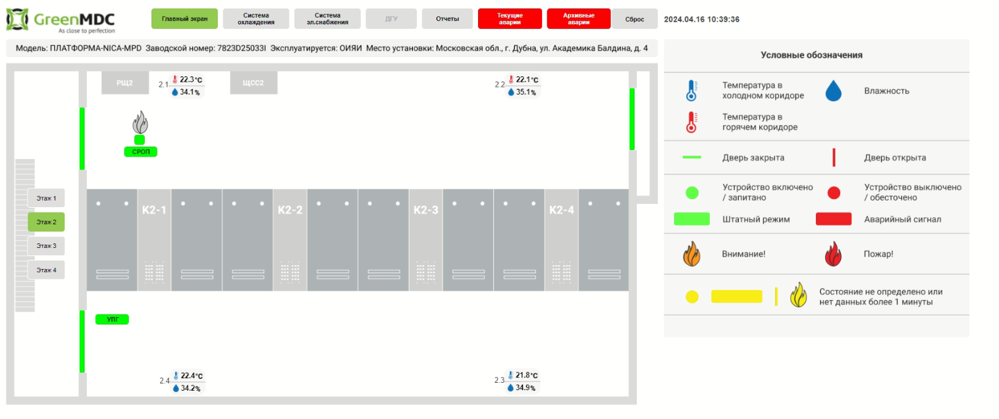 GreenMDC
As close to perfection
Главный экран
Система
охлаждения
Система
эл.снабжения
ДГУ
Отчеты
Текущие
аварии
Архивные
аварии
Сброс
2024.04.16 10:39:36
Модель: ПЛАТФОРМА-NICA-MPD Заводской номер: 7823D25033I Эксплуатируется: ОИЯИ Место установки: Московская обл., г. Дубна, ул. Академика Балдина, д. 4
РЩ2
2.1
22.3°C
34.1%
ЩСС2
2.2
22.1°C
35.1%
СРОП
Этаж 1
Этаж 2
Этаж 3
Этаж 4
К2-1
К2-2
К2-3
К2-4
УПГ
2.4
22.4°C
34.2%
2.3
21.8°C
34.9%
Условные обозначения
Температура в
холодном коридоре
Влажность
Температура в
горячем коридоре
Дверь закрыта
Дверь открыта
Устройство включено
/ запитано
Устройство выключено
/ обесточено
Штатный режим
Аварийный сигнал
Внимание!
Пожар!
Состояние не определено или
нет данных более 1 минуты